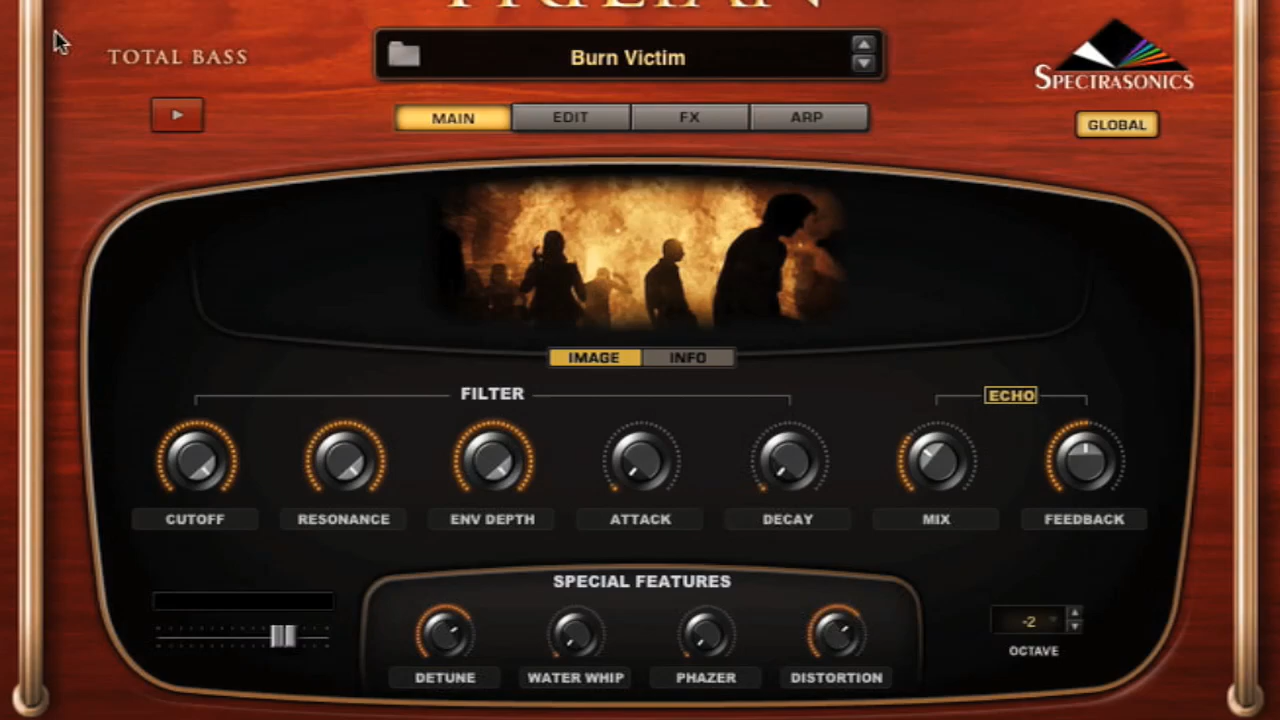 TRILIAN
TOTAL BASS
Burn Victim
SPECTRASONICS
MAIN EDIT FX ARP
GLOBAL
IMAGE INFO
FILTER ECHO
CUTOFF RESONANCE ENV DEPTH ATTACK DECAY MIX FEEDBACK
SPECIAL FEATURES
-2
OCTAVE
DETUNE WATER WHIP PHAZER DISTORTION